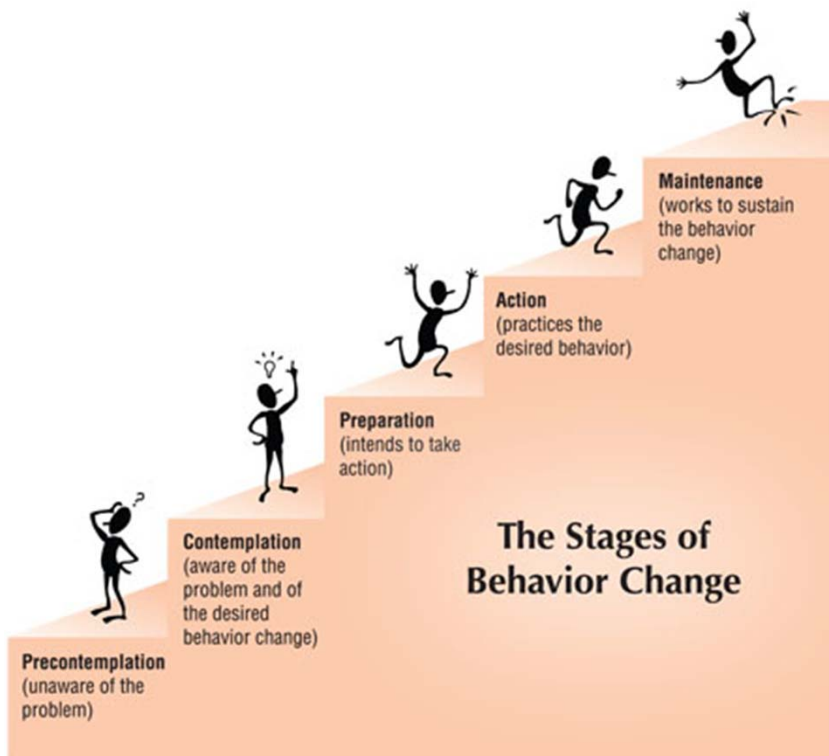 Maintenance
(works to sustain
the behavior
change)
Action
(practices the
desired behavior)
Preparation
(intends to take
action)
Contemplation
(aware of the
problem and of
the desired
behavior change)
Precontemplation
(unaware of the
problem)
The Stages of
Behavior Change
?